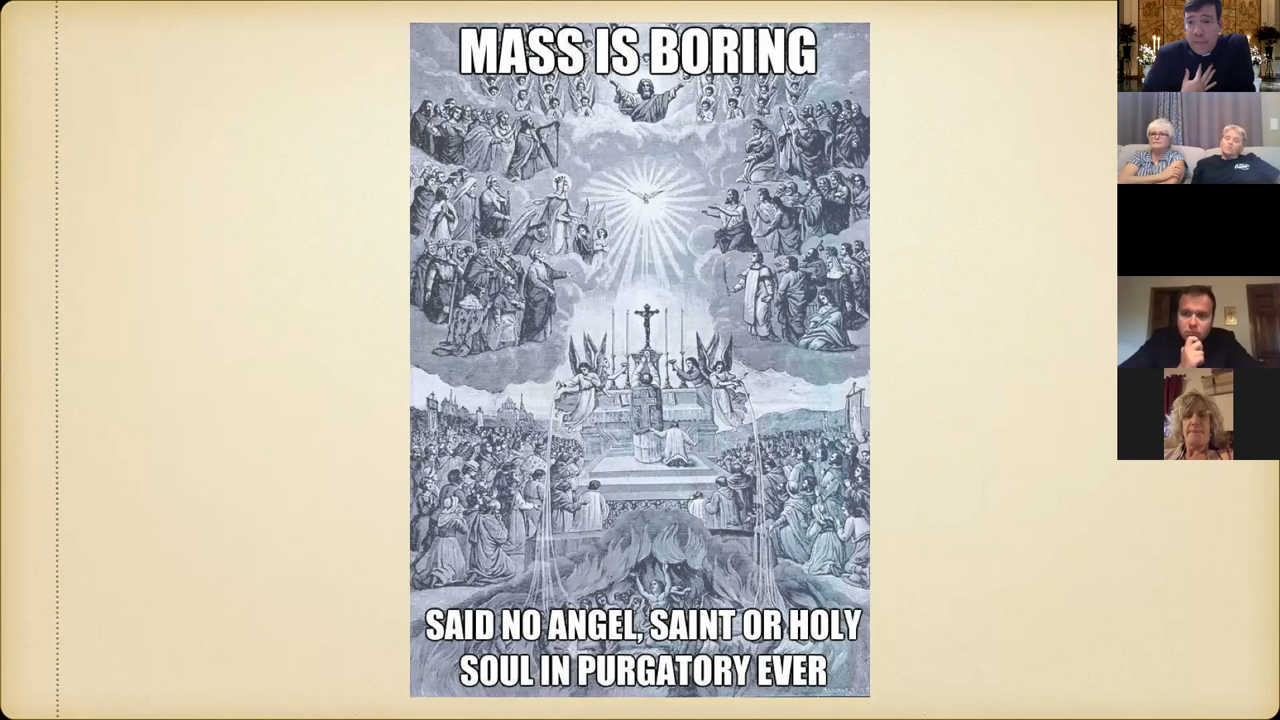 MASS IS BORING
SAID NO ANGEL, SAINT OR HOLY
SOUL IN PURGATORY EVER